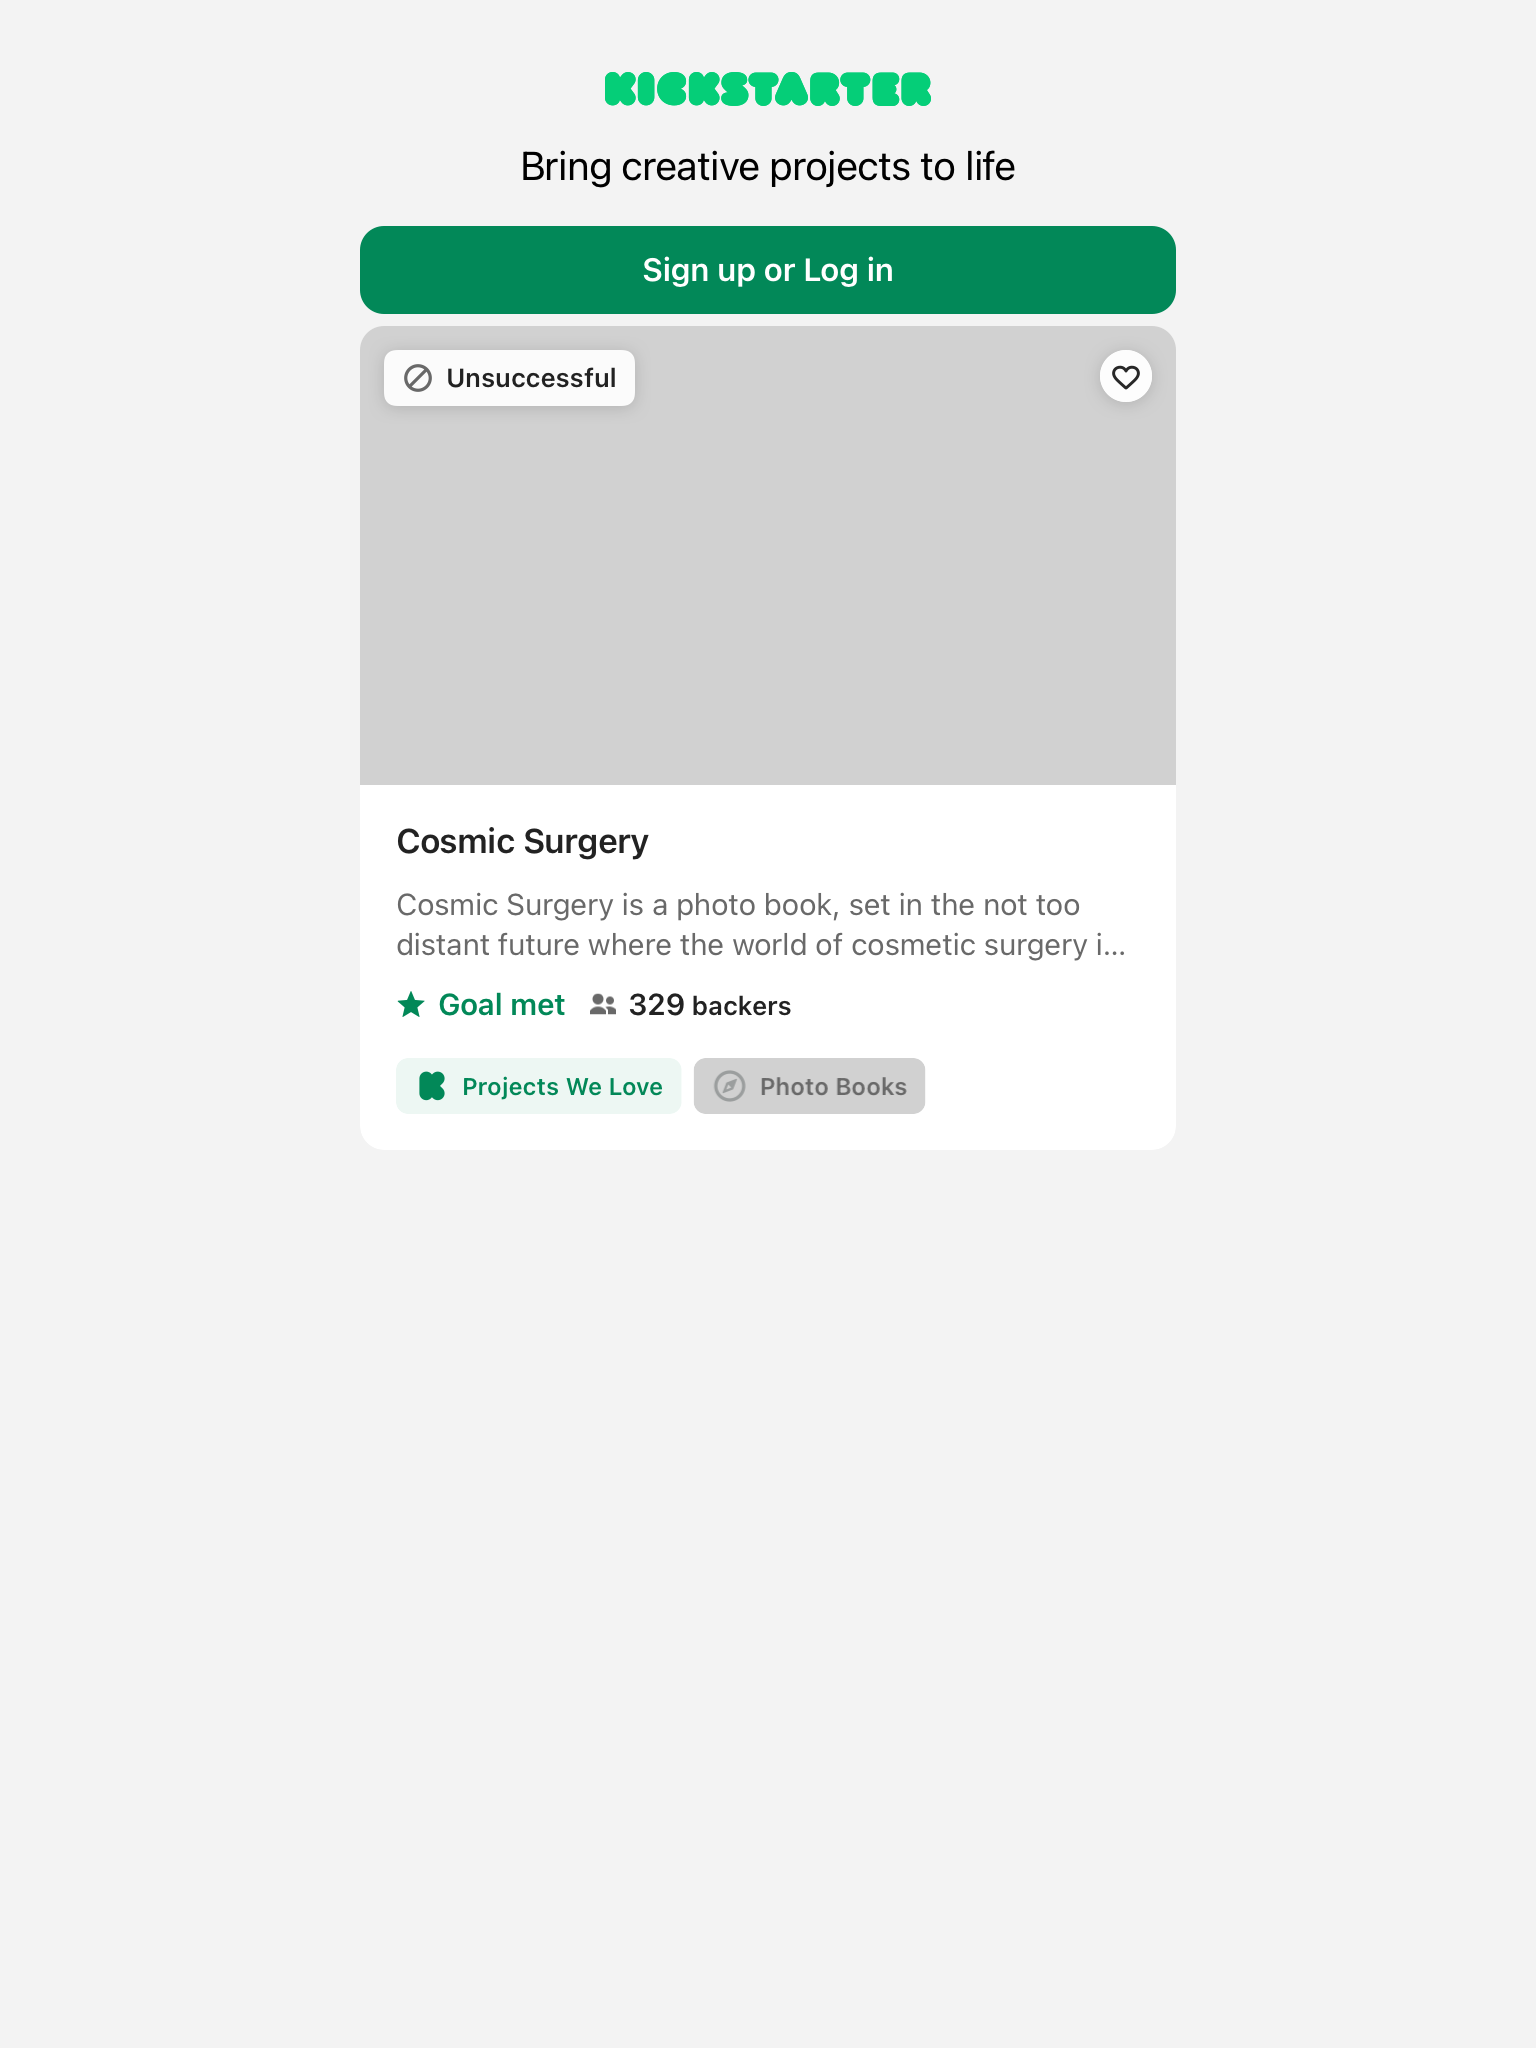 KICKSTARTER
Bring creative projects to life
Sign up or Log in
Unsuccessful
Cosmic Surgery
Cosmic Surgery is a photo book, set in the not too
distant future where the world of cosmetic surgery i...
Goal met 329 backers
Projects We Love Photo Books